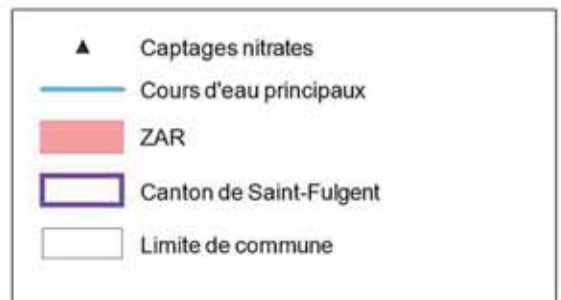 Captages nitrates
Cours d'eau principaux
ZAR
Canton de Saint-Fulgent
Limite de commune